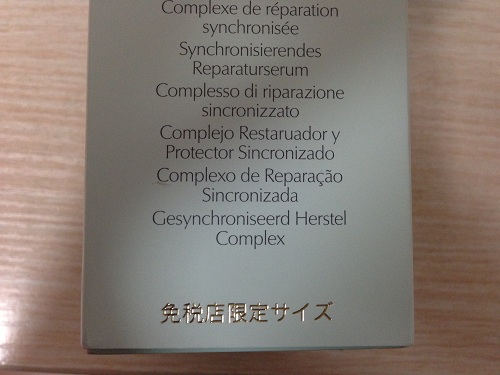 Complexe de réparation
synchronisée
Synchronisierendes
Reparaturserum
Complesso di riparazione
sincronizzato
Complejo Restaruador y
Protector Sincronizado
Complexo de Reparação
Sincronizada
Gesynchroniseerd Herstel
Complex
免税店限定サイズ